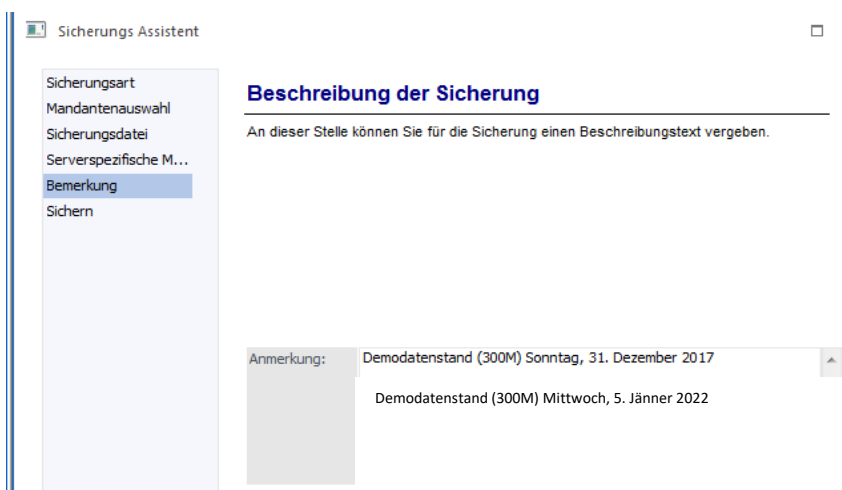 Sicherungs Assistent
Sicherungsart
Mandantenauswahl
Sicherungsdatei
Serverspezifische M...
Bemerkung
Sichern
Beschreibung der Sicherung
An dieser Stelle können Sie für die Sicherung einen Beschreibungstext vergeben.
Anmerkung:
Demodatenstand (300M) Sonntag, 31. Dezember 2017
Demodatenstand (300M) Mittwoch, 5. Jänner 2022